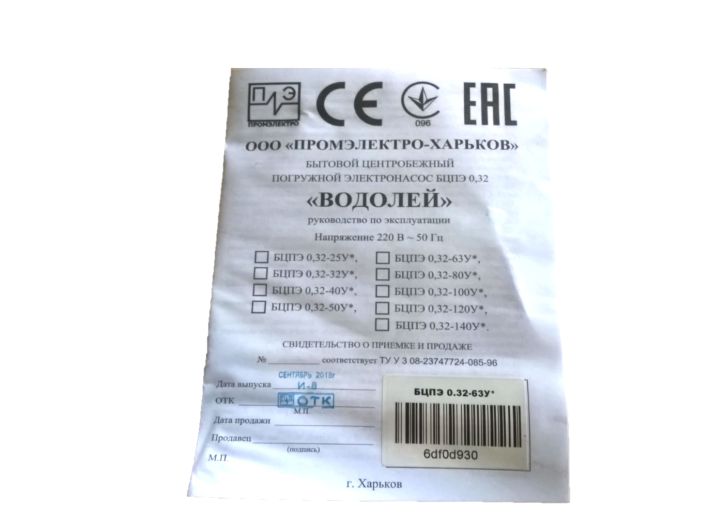 П Э
ПРОМЭЛЕКТРО
CE
096
EAC
ООО «ПРОМЭЛЕКТРО-ХАРЬКОВ»
БЫТОВОЙ ЦЕНТРОБЕЖНЫЙ
ПОГРУЖНОЙ ЭЛЕКТРОНАСОС БЦПЭ 0,32
«ВОДОЛЕЙ»
руководство по эксплуатации
Напряжение 220 В ~ 50 Гц
БЦПЭ 0,32-25У*,
БЦПЭ 0,32-32У*,
БЦПЭ 0,32-40У*,
БЦПЭ 0,32-50У*,
БЦПЭ 0,32-63У*,
БЦПЭ 0,32-80У*,
БЦПЭ 0,32-100У*,
БЦПЭ 0,32-120У*,
БЦПЭ 0,32-140У*.
СВИДЕТЕЛЬСТВО О ПРИЕМКЕ И ПРОДАЖЕ
№ соответствует ТУ У 3 08-23747724-085-96
СЕНТЯБРЬ 2018г
Дата выпуска И-8
ОТК ОТК
М.П.
Дата продажи
Продавец
(подпись)
М.П
БЦПЭ 0.32-63У*
6df0d930
г. Харьков